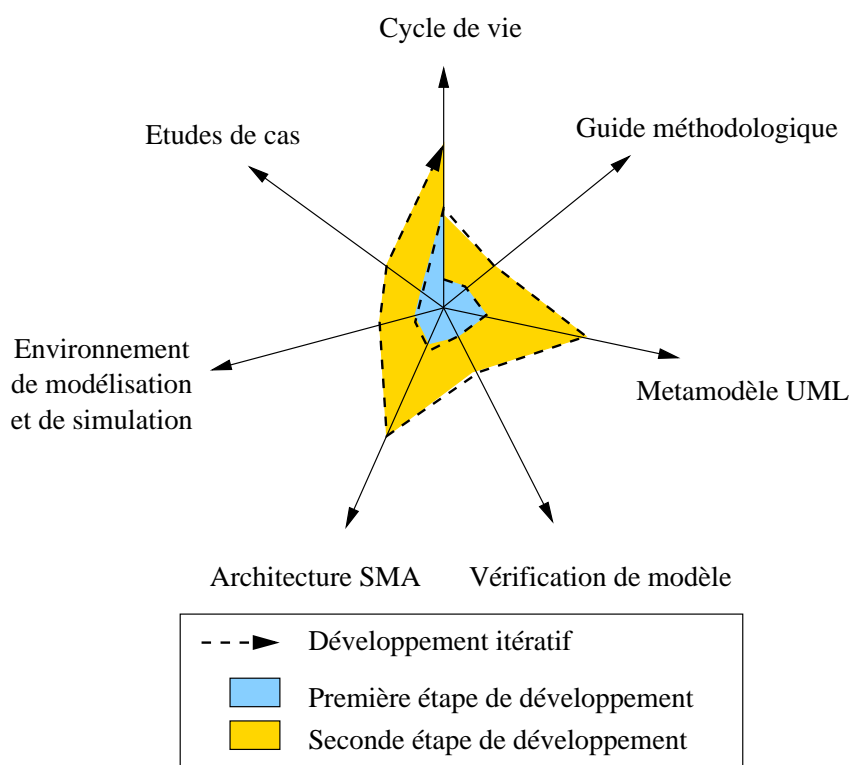 Cycle de vie
Guide méthodologique
Etudes de cas
Environnement
de modélisation
et de simulation
Metamodèle UML
Architecture SMA
Vérification de modèle
Développement itératif
Première étape de développement
Seconde étape de développement